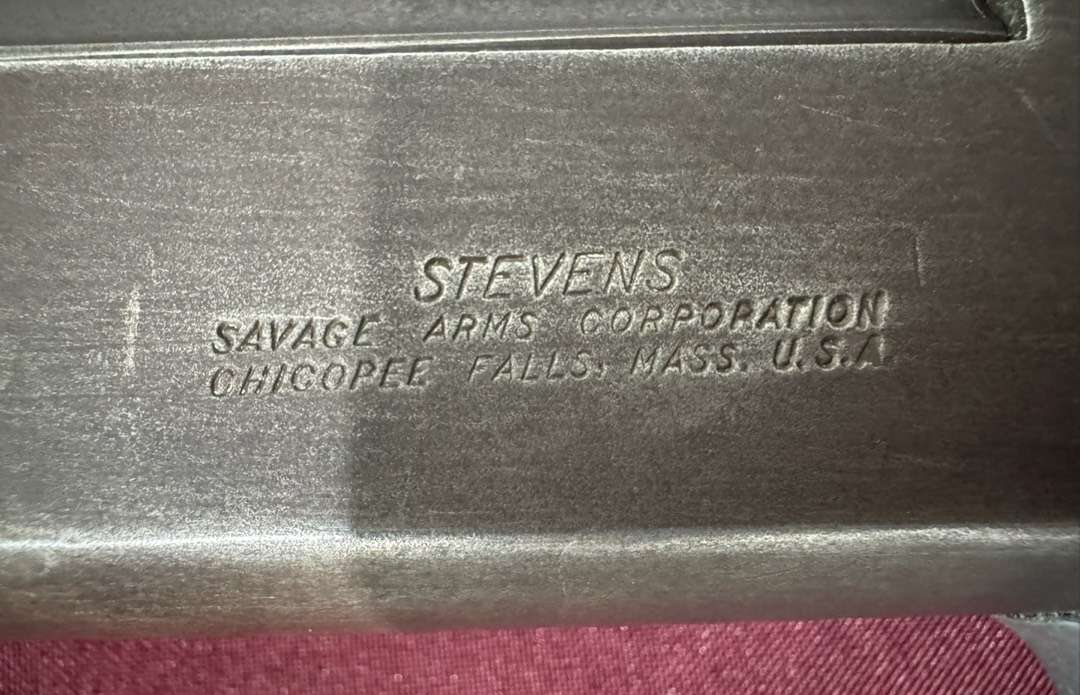 STEVENS
SAVAGE ARMS CORPORATION
CHICOPEE FALLS, MASS. U.S.A